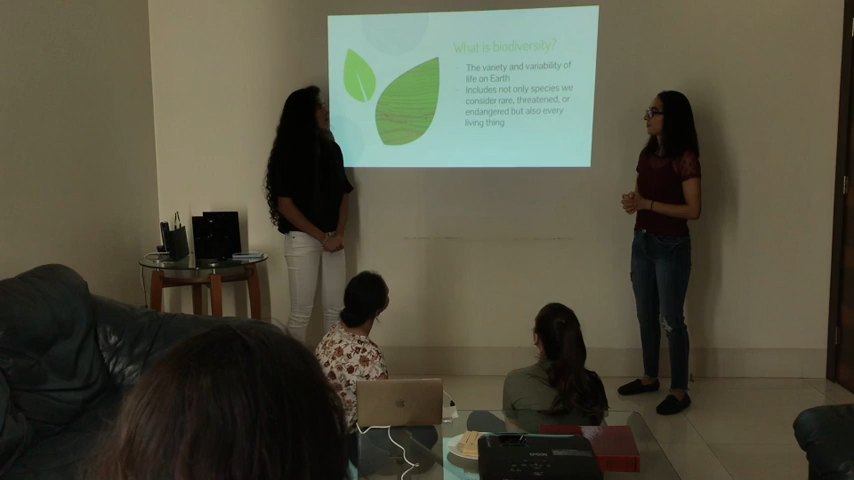 What is biodiversity?
The variety and variability of
life on Earth
Includes not only species we
consider rare, threatened, or
endangered but also every
living thing
EPSON